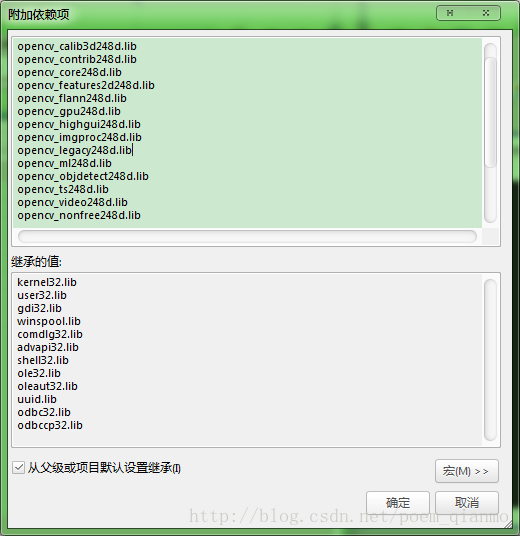 附加依赖项
opencv_calib3d248d.lib
opencv_contrib248d.lib
opencv_core248d.lib
opencv_features2d248d.lib
opencv_flann248d.lib
opencv_gpu248d.lib
opencv_highgui248d.lib
opencv_imgproc248d.lib
opencv_legacy248d.lib
opencv_ml248d.lib
opencv_objdetect248d.lib
opencv_ts248d.lib
opencv_video248d.lib
opencv_nonfree248d.lib
继承的值:
kernel32.lib
user32.lib
gdi32.lib
winspool.lib
comdlg32.lib
advapi32.lib
shell32.lib
ole32.lib
oleaut32.lib
uuid.lib
odbc32.lib
odbccp32.lib
从父级或项目默认设置继承(I)
宏(M) >>
确定
取消
http://blog.csdn.net/poem_qianmo